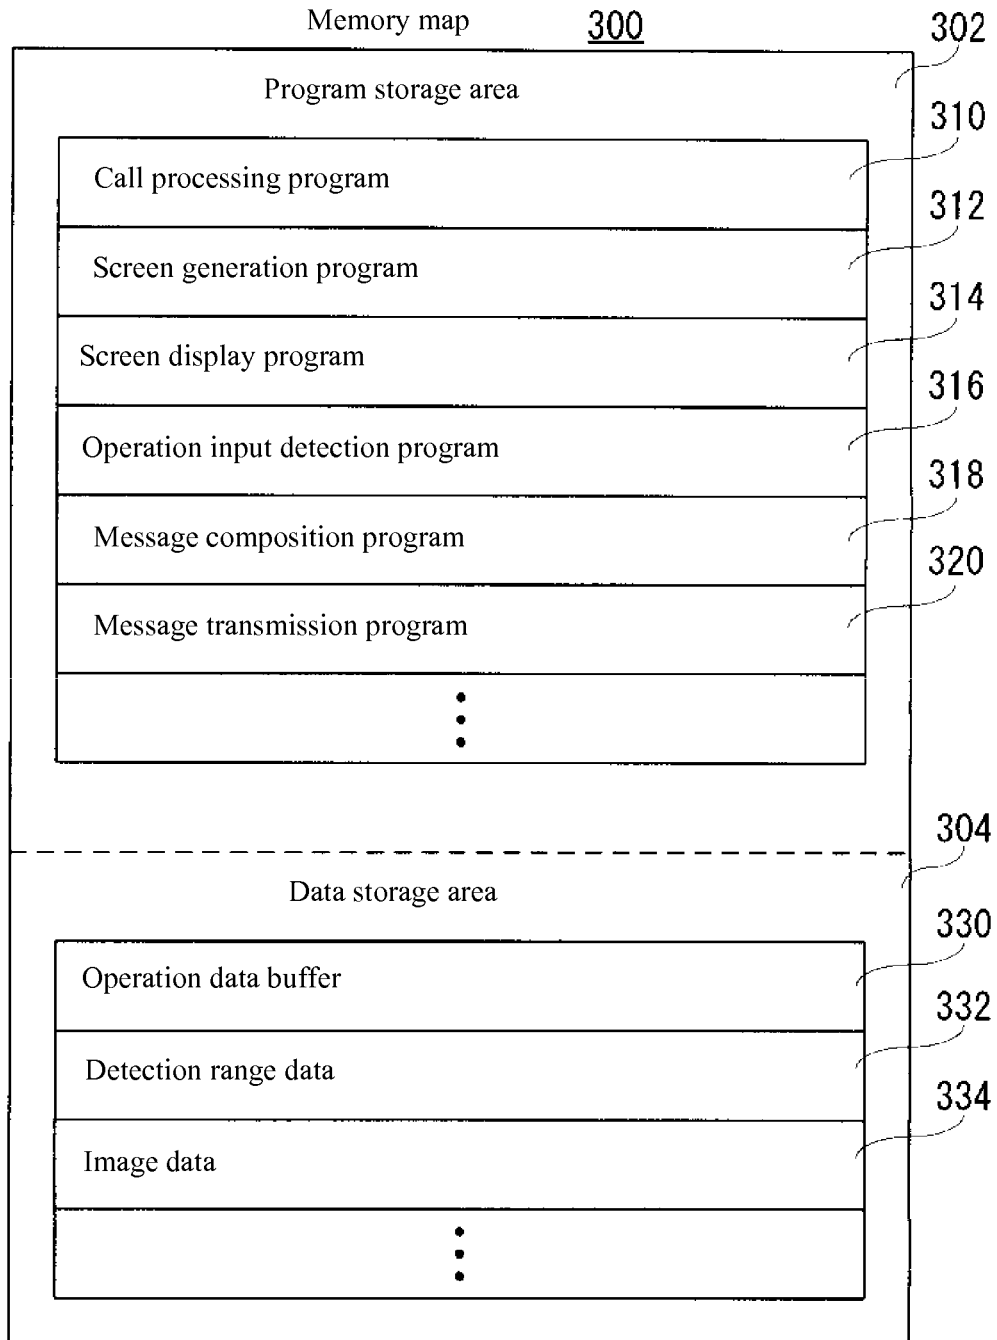 Memory map 300
302
Program storage area
310
Call processing program
312
Screen generation program
314
Screen display program
316
Operation input detection program
318
Message composition program
320
Message transmission program
304
Data storage area
330
Operation data buffer
332
Detection range data
334
Image data